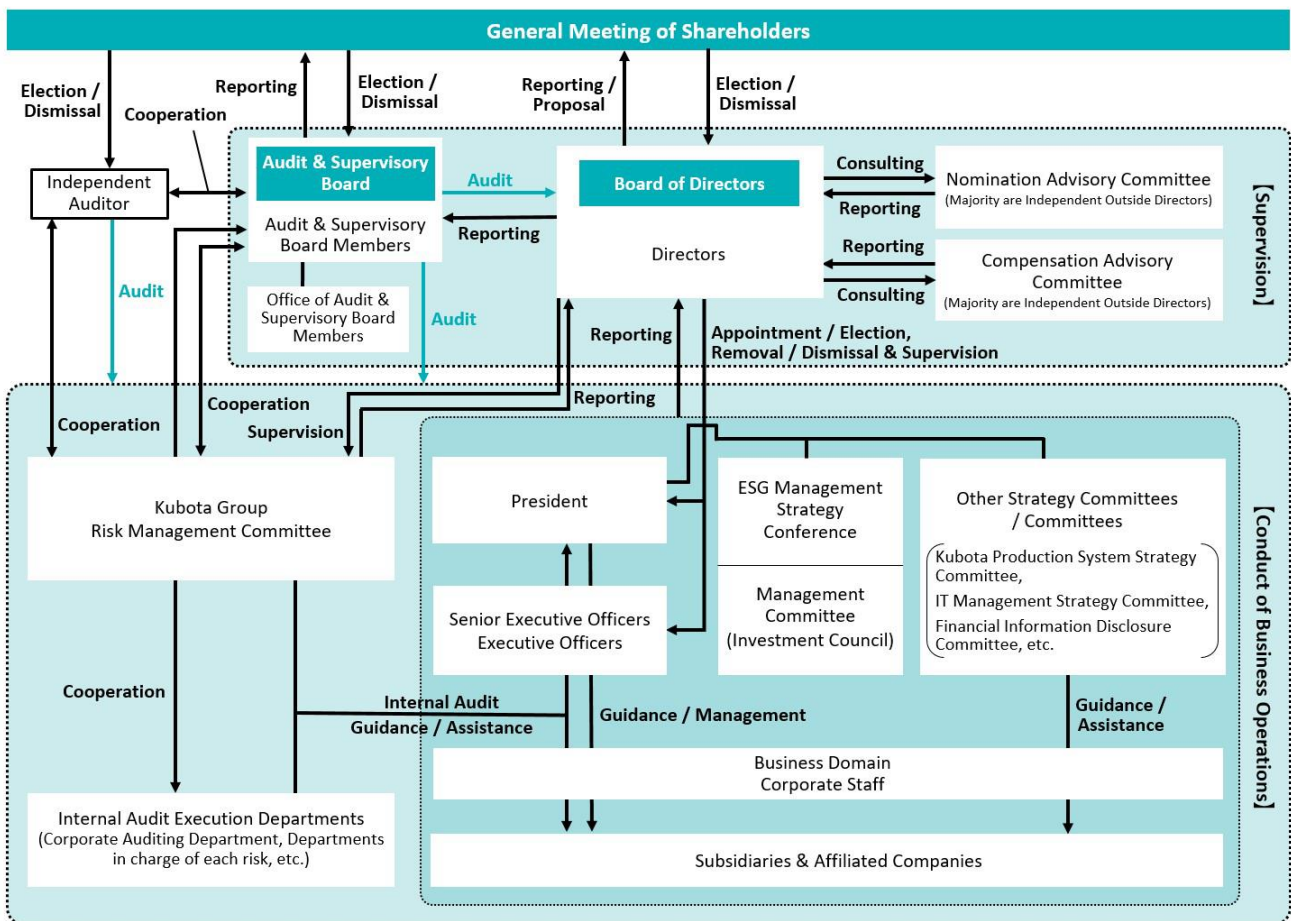 General Meeting of Shareholders
Election /
Dismissal
Cooperation
Reporting
Election /
Dismissal
Reporting /
Proposal
Election /
Dismissal
Independent
Auditor
Audit & Supervisory
Board
Audit & Supervisory
Board Members
Office of Audit &
Supervisory Board
Members
Audit
Reporting
Board of Directors
Directors
Consulting
Reporting
Nomination Advisory Committee
(Majority are Independent Outside Directors)
Reporting
Consulting
Compensation Advisory
Committee
(Majority are Independent Outside Directors)
【Supervision】
Audit
Audit
Reporting
Appointment / Election,
Removal / Dismissal & Supervision
Cooperation
Cooperation
Supervision
Reporting
Kubota Group
Risk Management Committee
President
ESG Management
Strategy
Conference
Management
Committee
(Investment Council)
Other Strategy Committees
/ Committees
Kubota Production System Strategy
Committee,
IT Management Strategy Committee,
Financial Information Disclosure
Committee, etc.
Senior Executive Officers
Executive Officers
【Conduct of Business Operations】
Cooperation
Internal Audit
Guidance / Assistance
Guidance / Management
Guidance /
Assistance
Business Domain
Corporate Staff
Internal Audit Execution Departments
(Corporate Auditing Department, Departments
in charge of each risk, etc.)
Subsidiaries & Affiliated Companies